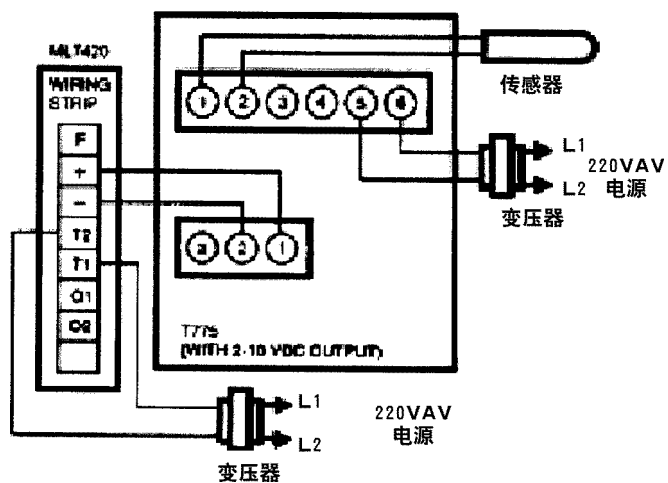 MLT420
WIRING
STRIP
F
+
-
T2
T1
O1
O2
1
2
3
4
5
6
传感器
L1
L2
220VAV
电源
变压器
3
2
1
T775
(WITH 2-10 VDC OUTPUT)
L1
L2
220VAV
电源
变压器